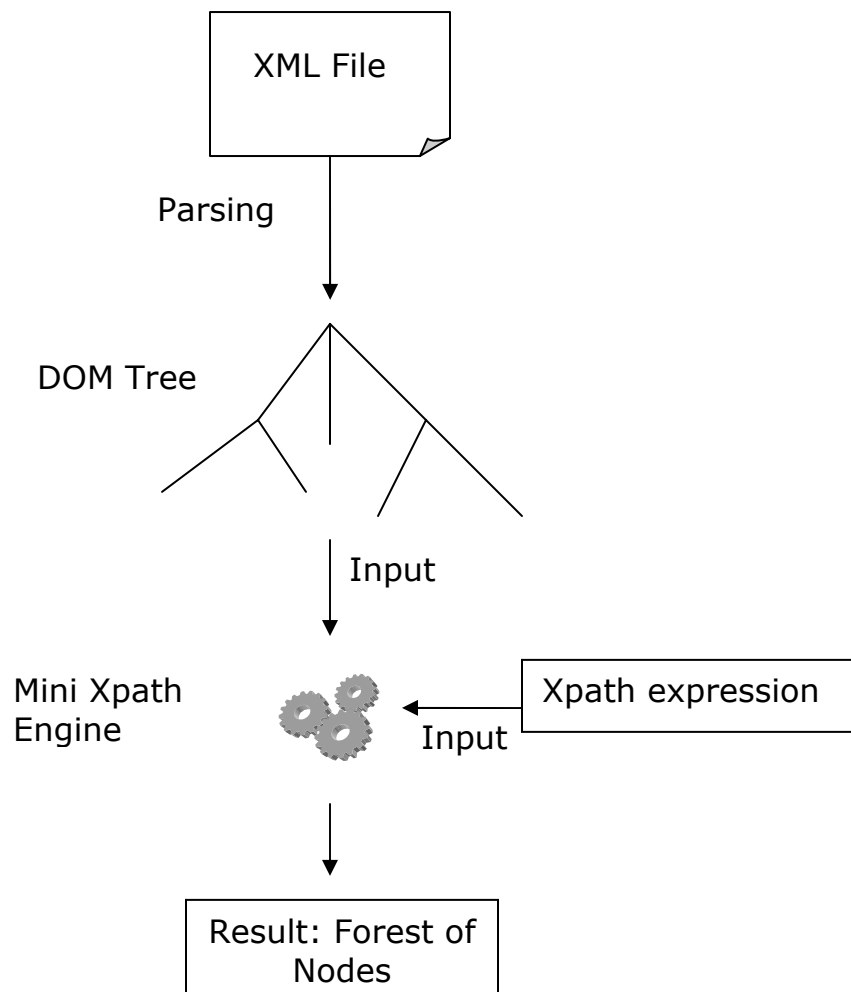 XML File
Parsing
DOM Tree
Input
Mini Xpath
Engine
Xpath expression
Input
Result: Forest of
Nodes